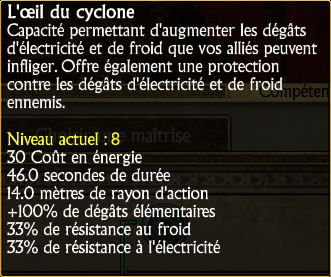 L'œil du cyclone
Capacité permettant d'augmenter les dégâts
d'électricité et de froid que vos alliés peuvent
infliger. Offre également une protection
contre les dégâts d'électricité et de froid
ennemis.
Compéten
Niveau actuel : 8
maîtrise
30 Coût en énergie
46.0 secondes de durée
14.0 mètres de rayon d'action
+100% de dégâts élémentaires
33% de résistance au froid
33% de résistance à l'électricité